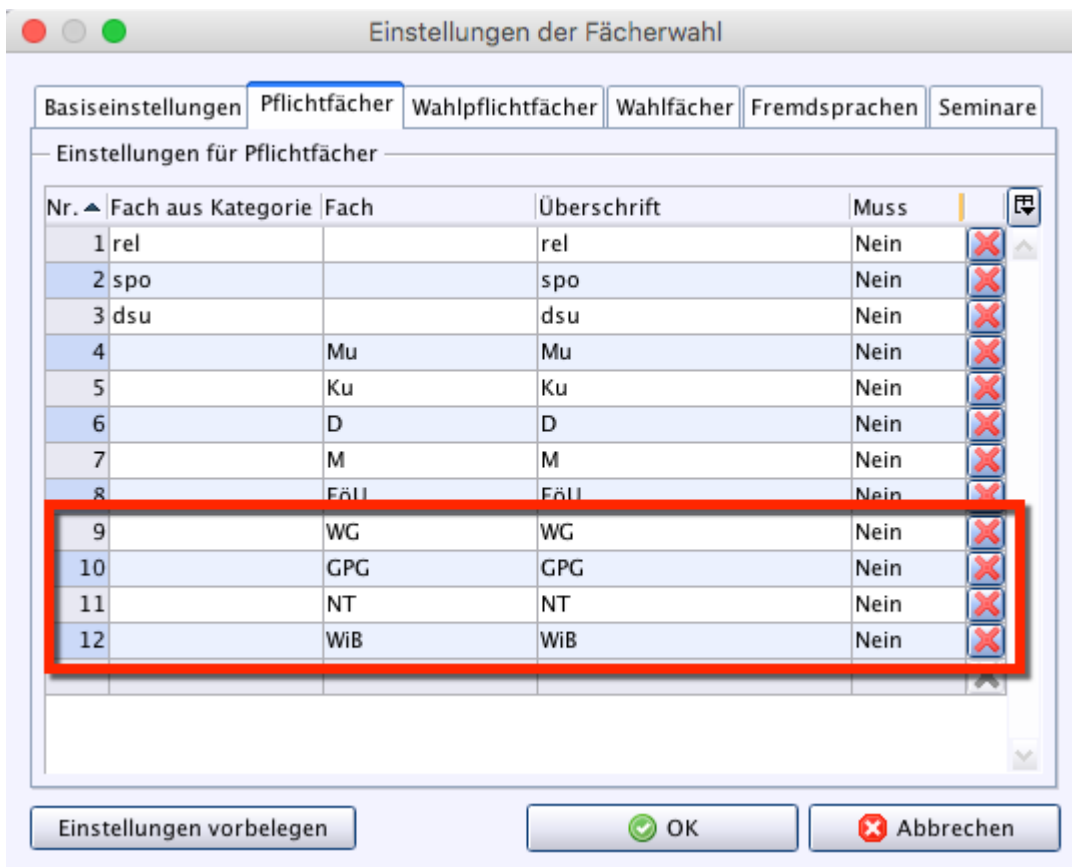 Einstellungen der Fächerwahl
Basiseinstellungen Pflichtfächer Wahlpflichtfächer Wahlfächer Fremdsprachen Seminare
Einstellungen für Pflichtfächer
Nr. Fach aus Kategorie Fach Überschrift Muss
1 rel rel Nein
2 spo spo Nein
3 dsu dsu Nein
4 Mu Mu Nein
5 Ku Ku Nein
6 D D Nein
7 M M Nein
8 FöU FöU Nein
9 WG WG Nein
10 GPG GPG Nein
11 NT NT Nein
12 WiB WiB Nein
Einstellungen vorbelegen OK Abbrechen